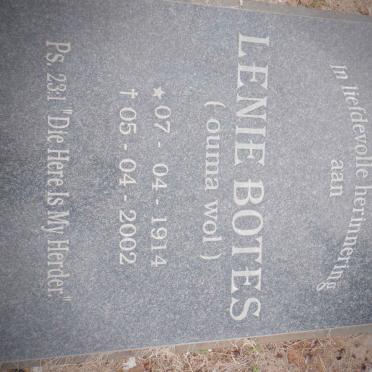 in liefdevolle herinnering
aan
LENIE BOTES
( ouma wol )
★07 - 04 - 1914
†05 - 04 - 2002
Ps. 23:1 "Die Here Is My Herder."